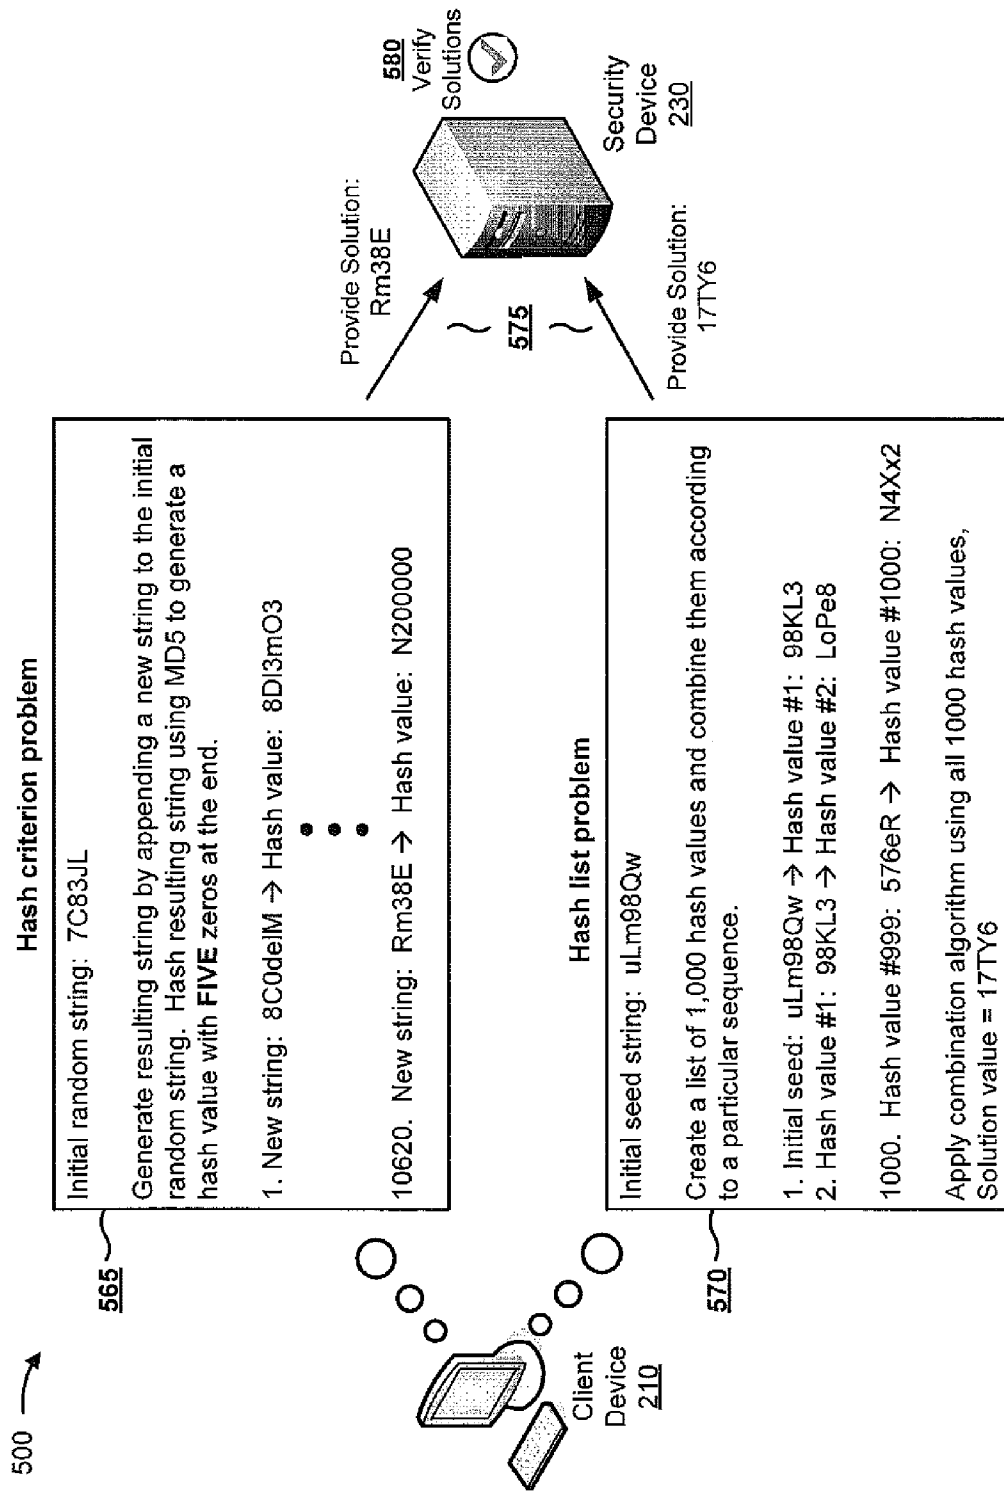 500
Client
Device
210
565
Hash criterion problem
Initial random string: 7C83JL
Generate resulting string by appending a new string to the initial
random string. Hash resulting string using MD5 to generate a
hash value with FIVE zeros at the end.
1. New string: 8C0delM → Hash value: 8Dl3mO3
10620. New string: Rm38E → Hash value: N200000
570
Hash list problem
Initial seed string: uLm98Qw
Create a list of 1,000 hash values and combine them according
to a particular sequence.
1. Initial seed: uLm98Qw → Hash value #1: 98KL3
2. Hash value #1: 98KL3 → Hash value #2: LoPe8
1000. Hash value #999: 576eR → Hash value #1000: N4Xx2
Apply combination algorithm using all 1000 hash values,
Solution value = 17TY6
Provide Solution:
Rm38E
575
Provide Solution:
17TY6
580
Verify
Solutions
Security
Device
230